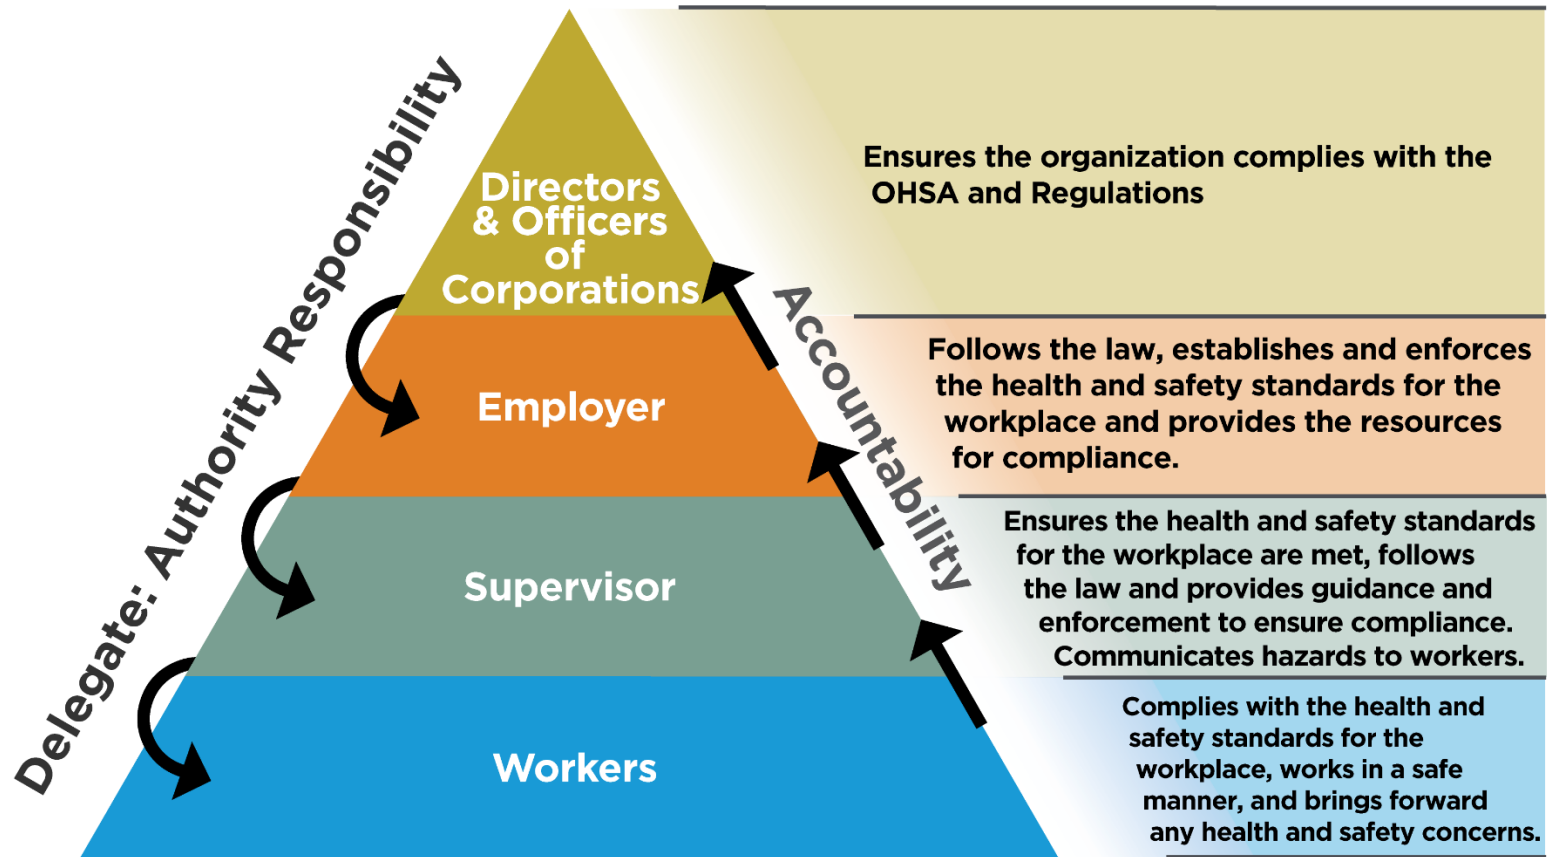 Delegate: Authority Responsibility
Directors
& Officers
of
Corporations
Employer
Supervisor
Workers
Accountability
Ensures the organization complies with the
OHSA and Regulations
Follows the law, establishes and enforces
the health and safety standards for the
workplace and provides the resources
for compliance.
Ensures the health and safety standards
for the workplace are met, follows
the law and provides guidance and
enforcement to ensure compliance.
Communicates hazards to workers.
Complies with the health and
safety standards for the
workplace, works in a safe
manner, and brings forward
any health and safety concerns.